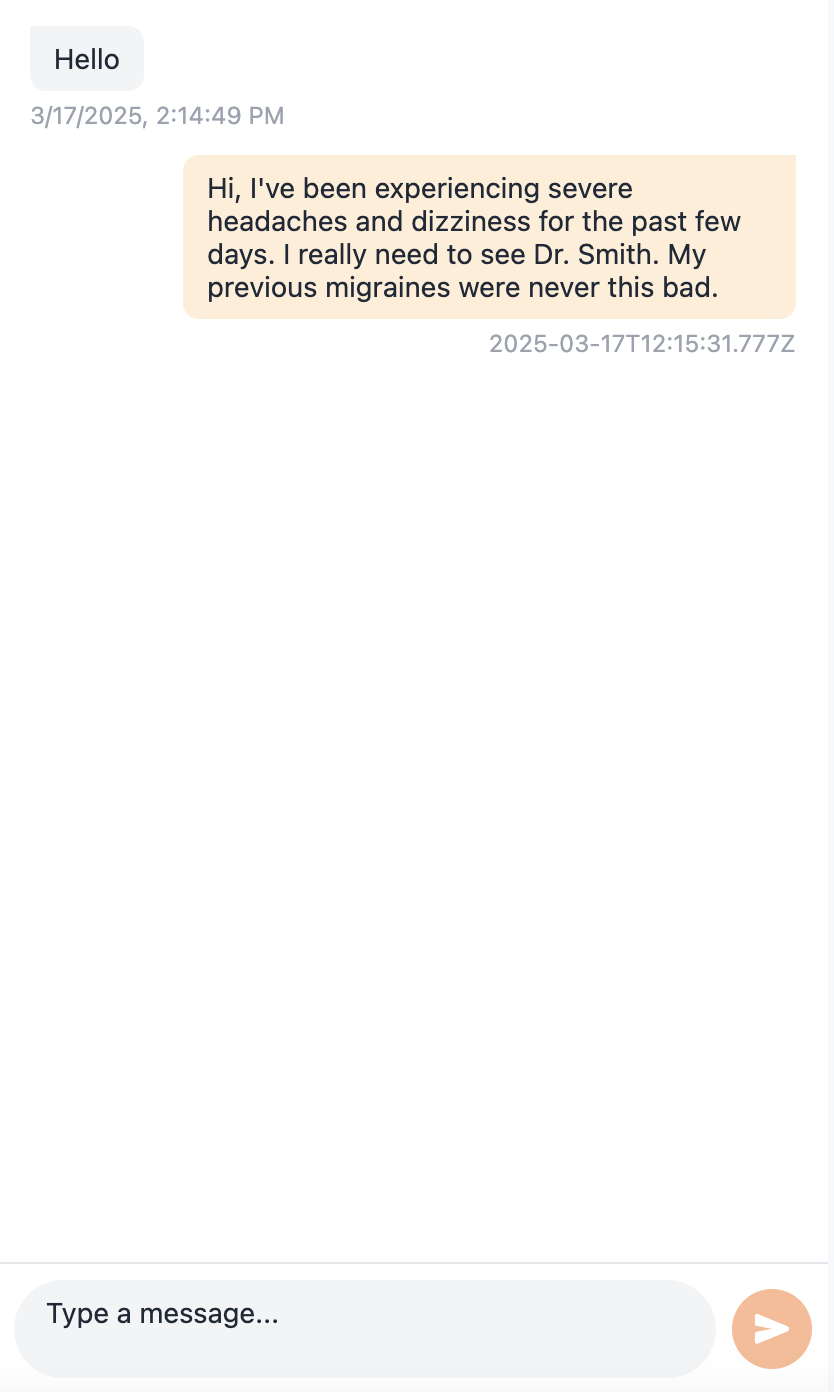 Hello
3/17/2025, 2:14:49 PM
Hi, I've been experiencing severe
headaches and dizziness for the past few
days. I really need to see Dr. Smith. My
previous migraines were never this bad.
2025-03-17T12:15:31.777Z
Type a message...